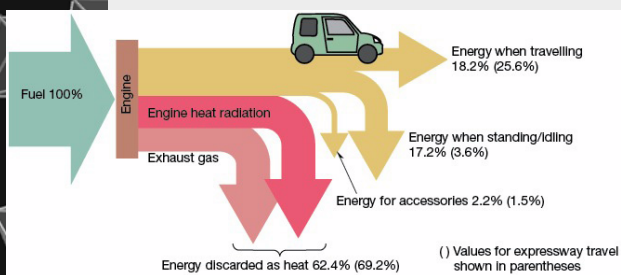 Energy when travelling
18.2% (25.6%)
Fuel 100%
Engine
Engine heat radiation
Exhaust gas
Energy when standing/idling
17.2% (3.6%)
Energy for accessories 2.2% (1.5%)
Energy discarded as heat 62.4% (69.2%)
( ) Values for expressway travel
shown in parentheses